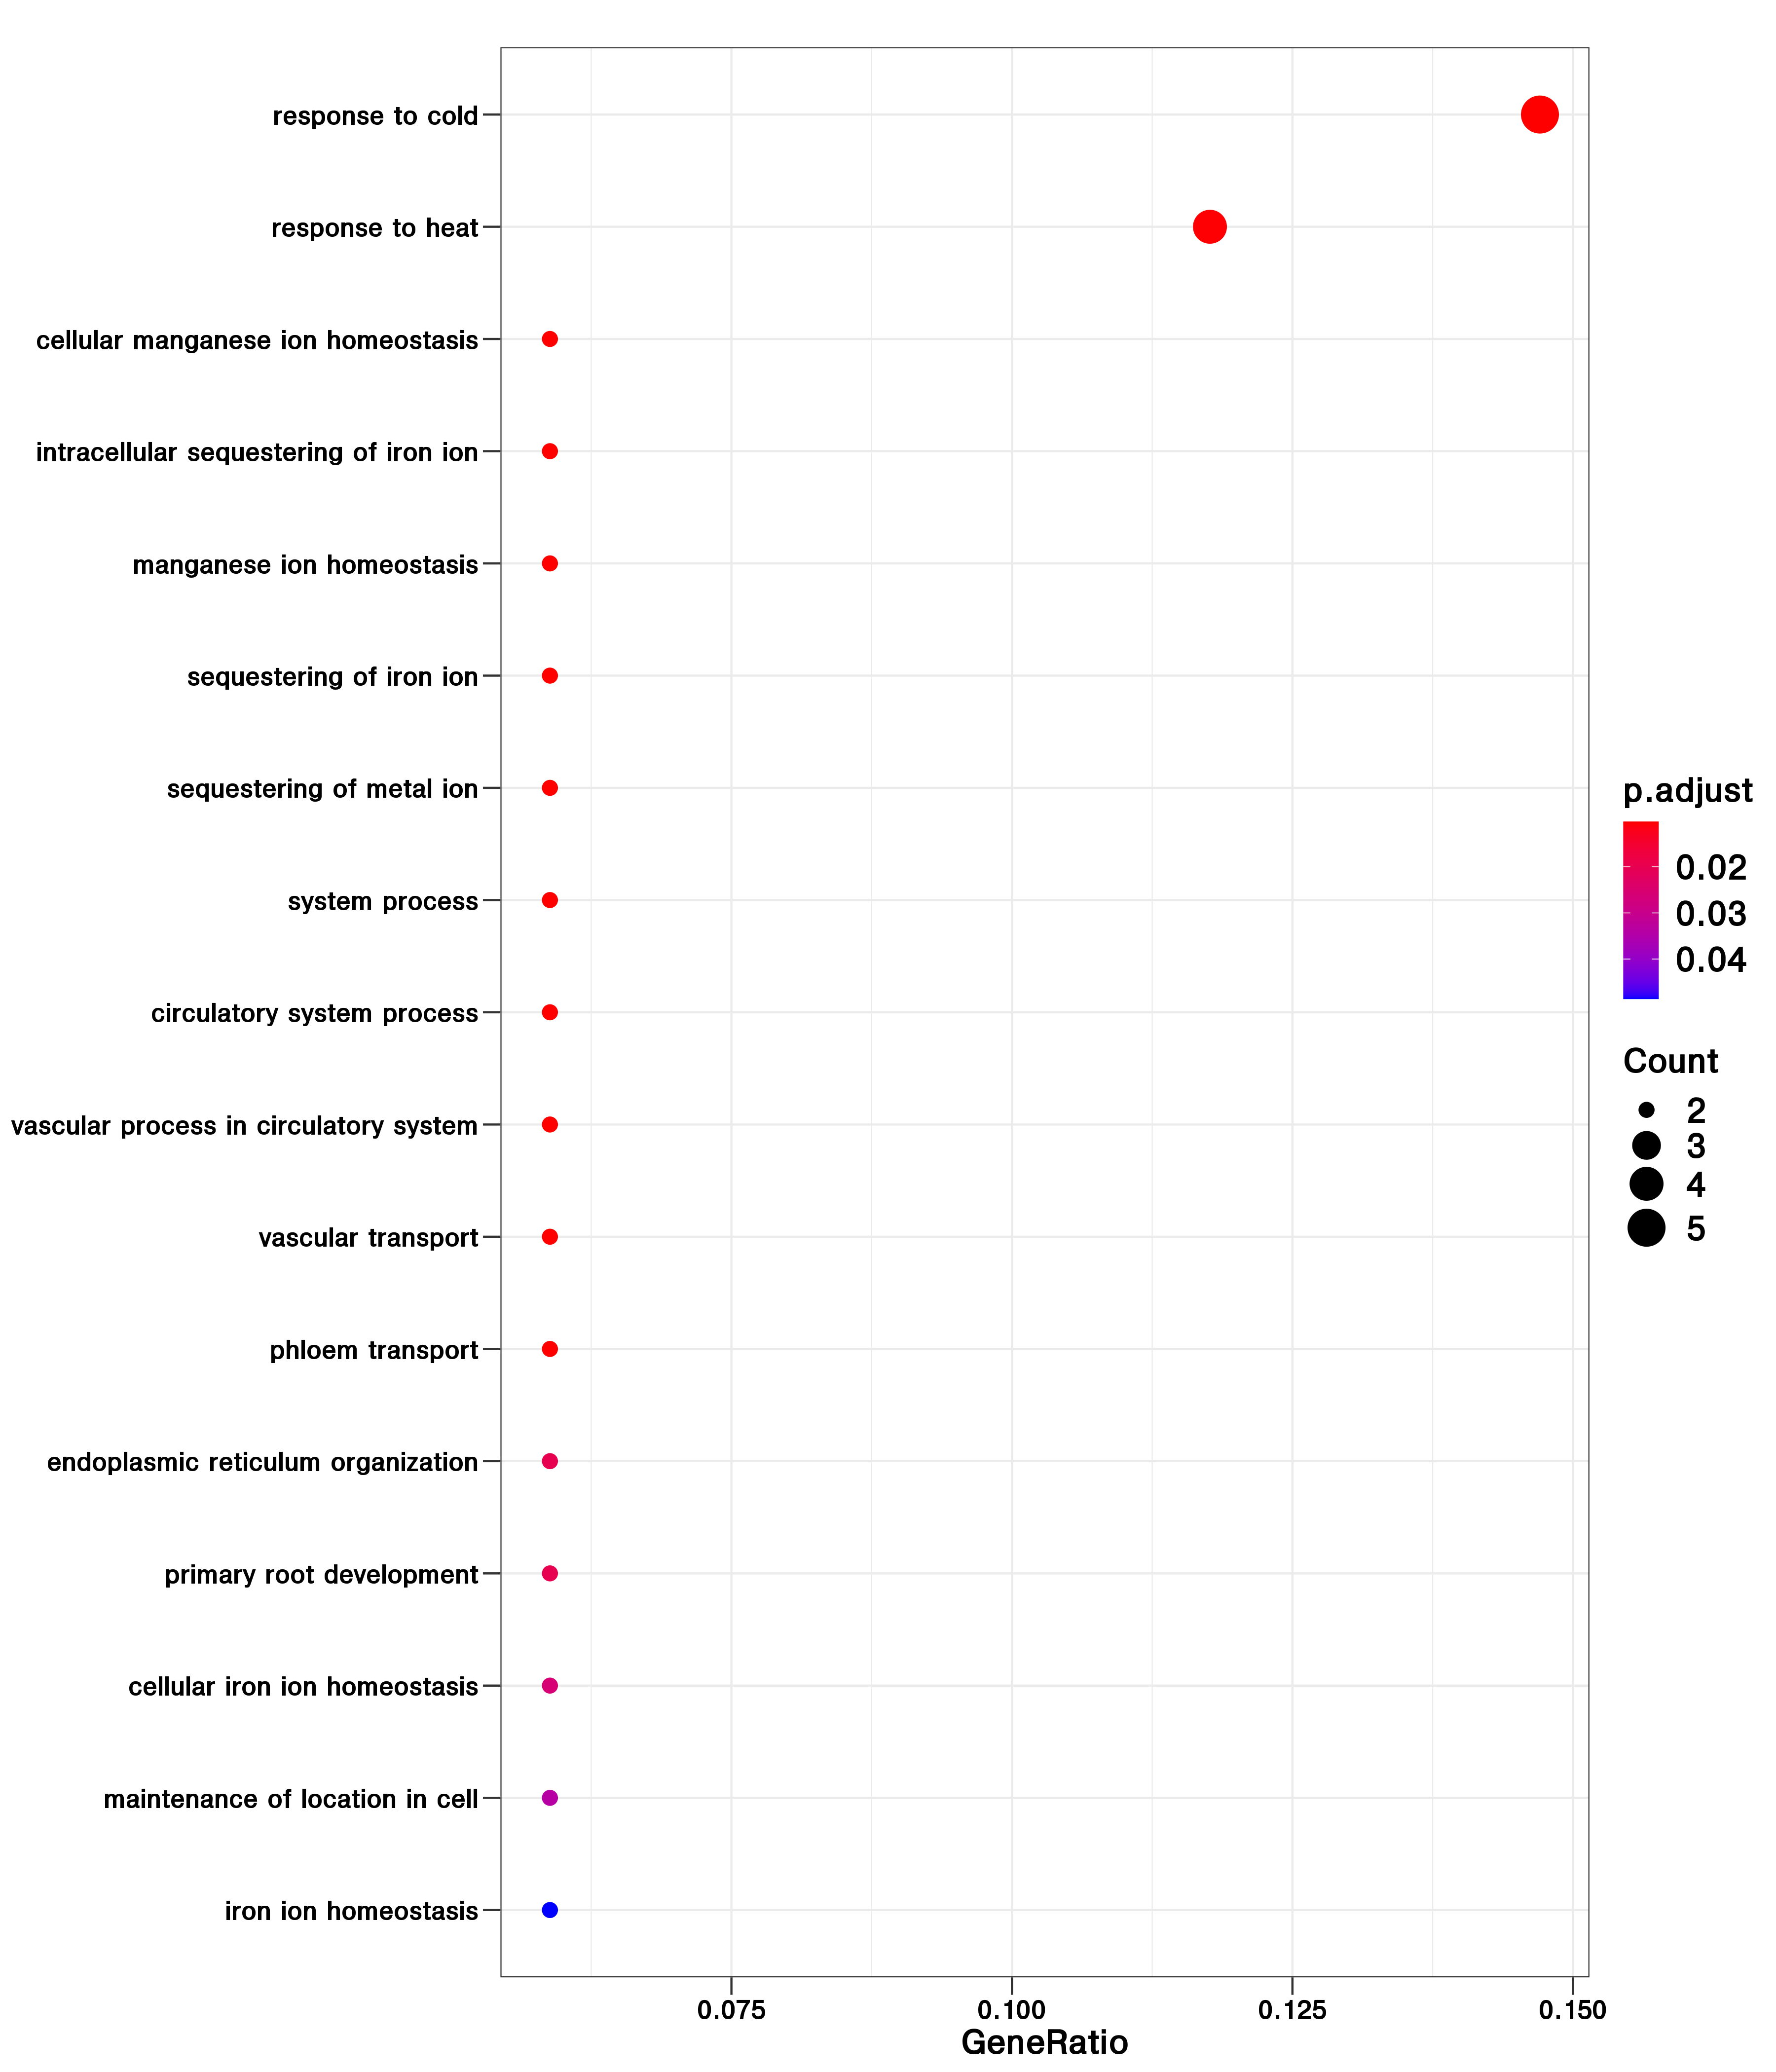 response to cold
response to heat
cellular manganese ion homeostasis
intracellular sequestering of iron ion
manganese ion homeostasis
sequestering of iron ion
sequestering of metal ion
system process
circulatory system process
vascular process in circulatory system
vascular transport
phloem transport
endoplasmic reticulum organization
primary root development
cellular iron ion homeostasis
maintenance of location in cell
iron ion homeostasis
0.075 0.100 0.125 0.150
GeneRatio
p.adjust
0.02
0.03
0.04
Count
2
3
4
5